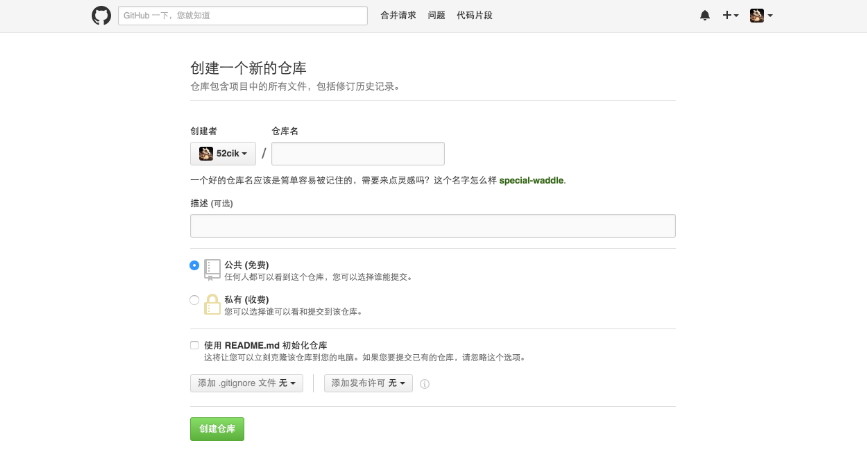 GitHub 一下，您就知道
合并请求 问题 代码片段
创建一个新的仓库
仓库包含项目中的所有文件，包括修订历史记录。
创建者 仓库名
52cik /
一个好的仓库名应该是简单容易被记住的，需要来点灵感吗？这个名字怎么样 special-waddle.
描述 (可选)
公共 (免费)
任何人都可以看到这个仓库，您可以选择谁能提交。
私有 (收费)
您可以选择谁可以看和提交到该仓库。
使用 README.md 初始化仓库
这将让您可以立刻克隆该仓库到您的电脑。如果您要提交已有的仓库，请忽略这个选项。
添加 .gitignore 文件 无 添加发布许可 无
创建仓库